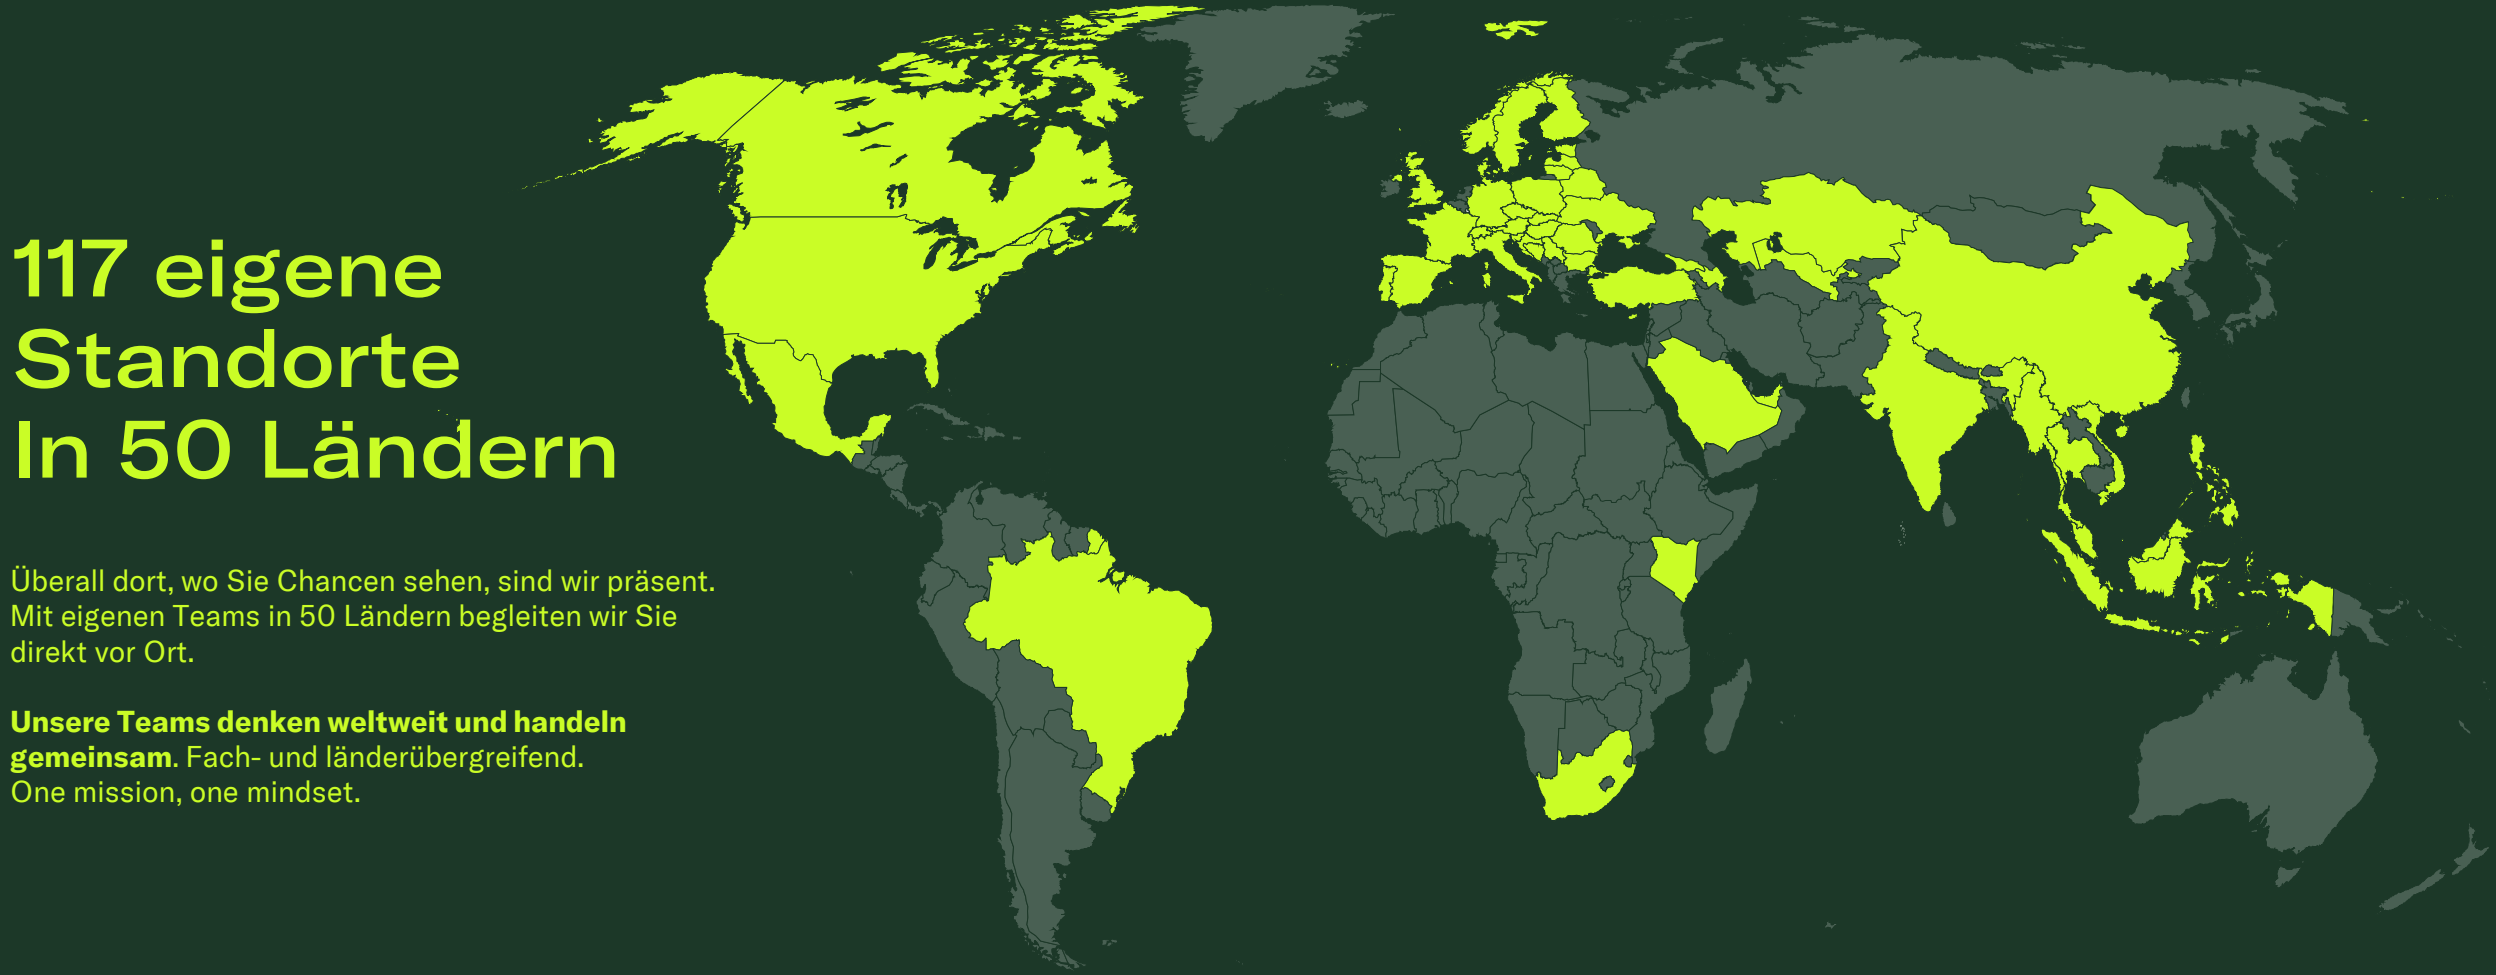 117 eigene
Standorte
In 50 Ländern
Überall dort, wo Sie Chancen sehen, sind wir präsent.
Mit eigenen Teams in 50 Ländern begleiten wir Sie
direkt vor Ort.
Unsere Teams denken weltweit und handeln
gemeinsam. Fach- und länderübergreifend.
One mission, one mindset.